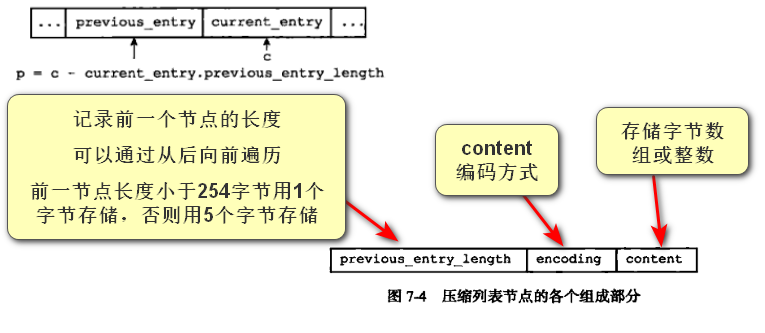 ... previous_entry current_entry ...
c
p = c - current_entry.previous_entry_length
记录前一个节点的长度
可以通过从后向前遍历
前一节点长度小于254字节用1个
字节存储，否则用5个字节存储
content
编码方式
存储字节数
组或整数
previous_entry_length encoding content
图 7-4 压缩列表节点的各个组成部分